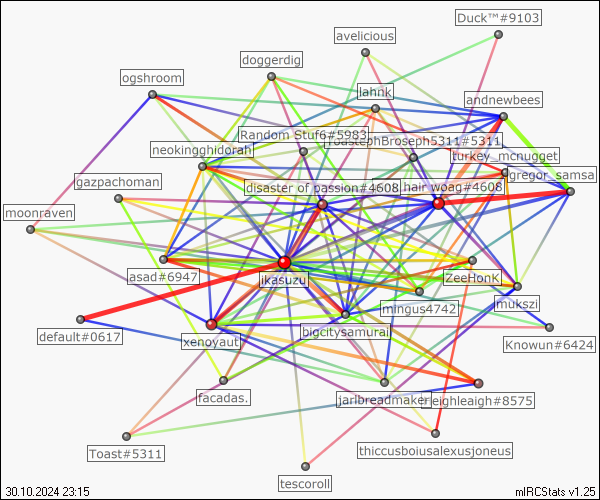 Duck™#9103
avelicious
doggerdig
ogshroom
lahnk
andnewbees
Random Stuf6#5983
ToastephBroseph5311#5311
neokingghidorah
turkey_mcnugget
gregor_samsa
gazpachoman
disaster of passion#4608
hair woag#4608
moonraven
asad#6947
jkasuzu
ZeeHonK
mingus4742
mukszi
default#0617
xenoyaut
bigcitysamurai
Knowun#6424
facadas.
jarlbreadmaker
leighleagh#8575
Toast#5311
thiccusboiusalexusjoneus
tescoroll
30.10.2024 23:15
mIRCStats v1.25